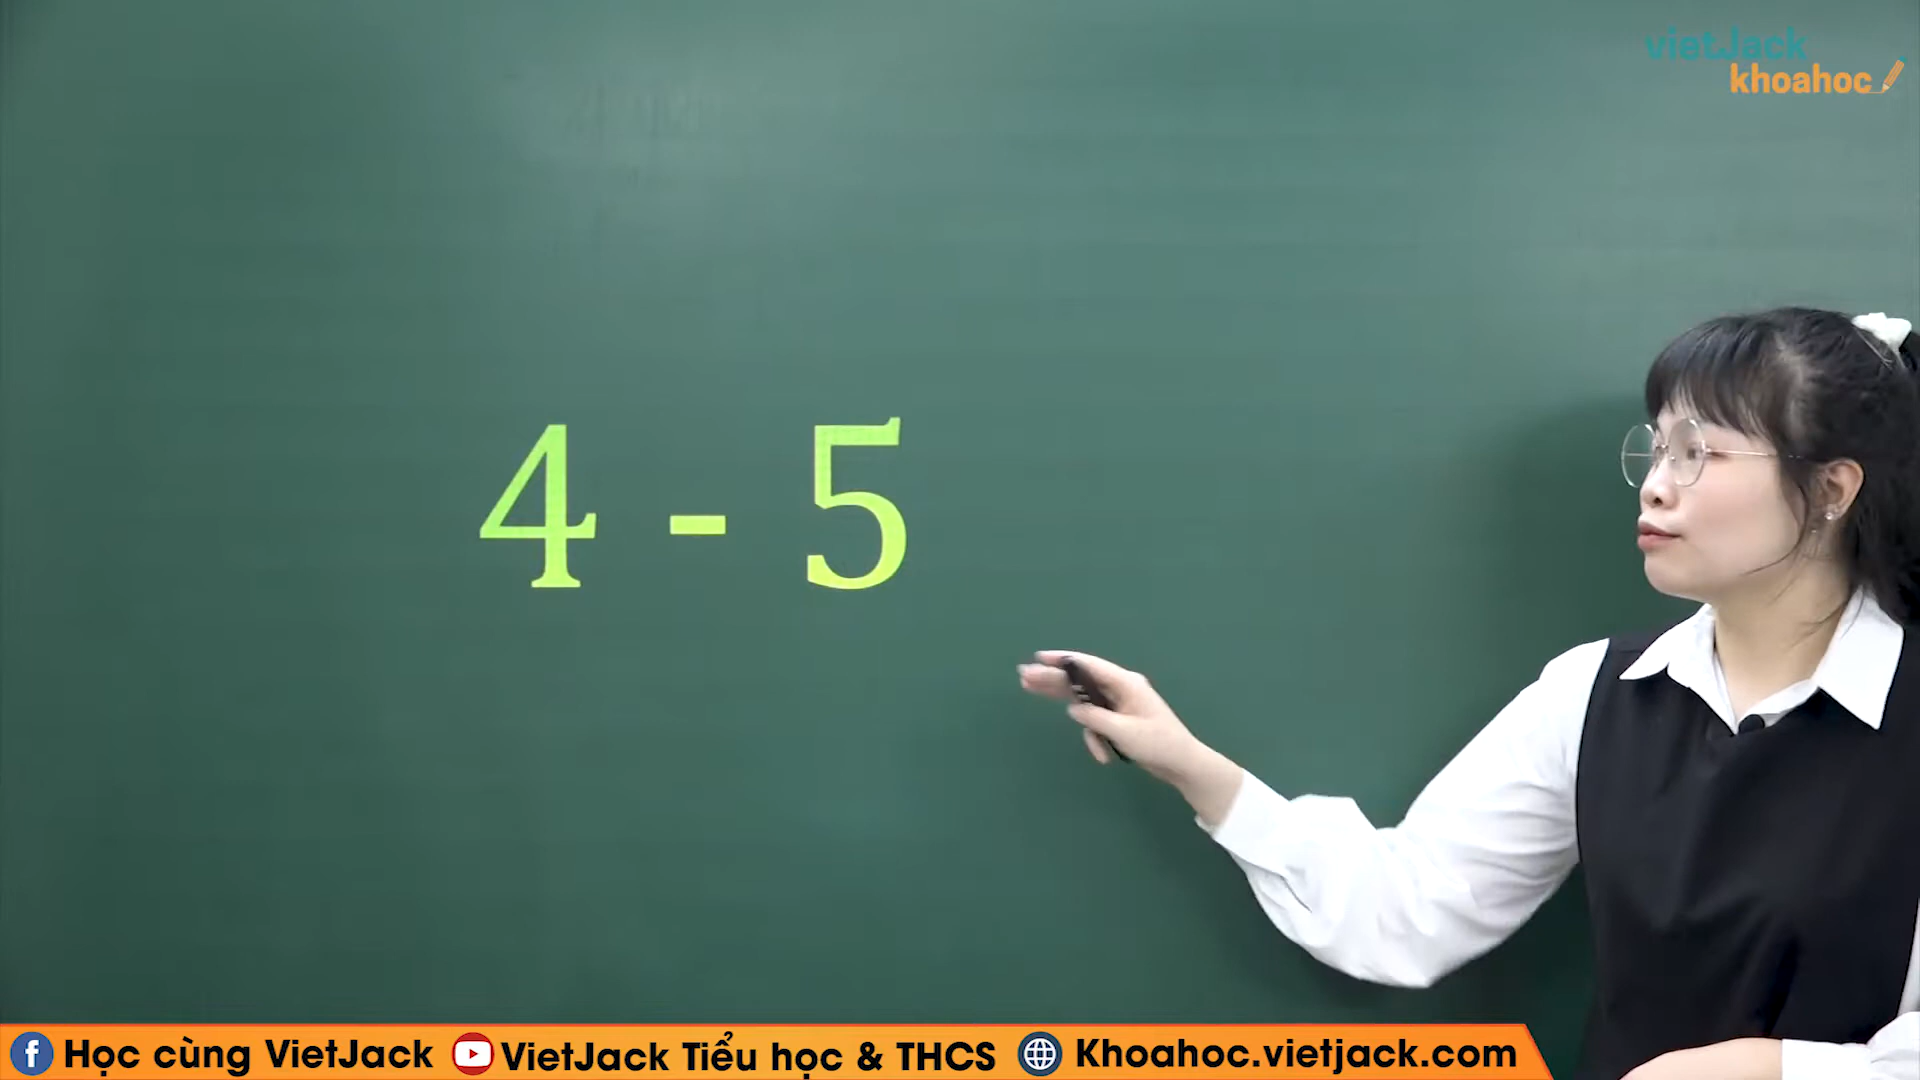 vietJack
khoahoc
4 - 5
Học cùng VietJack
VietJack Tiểu học & THCS
Khoahoc.vietjack.com